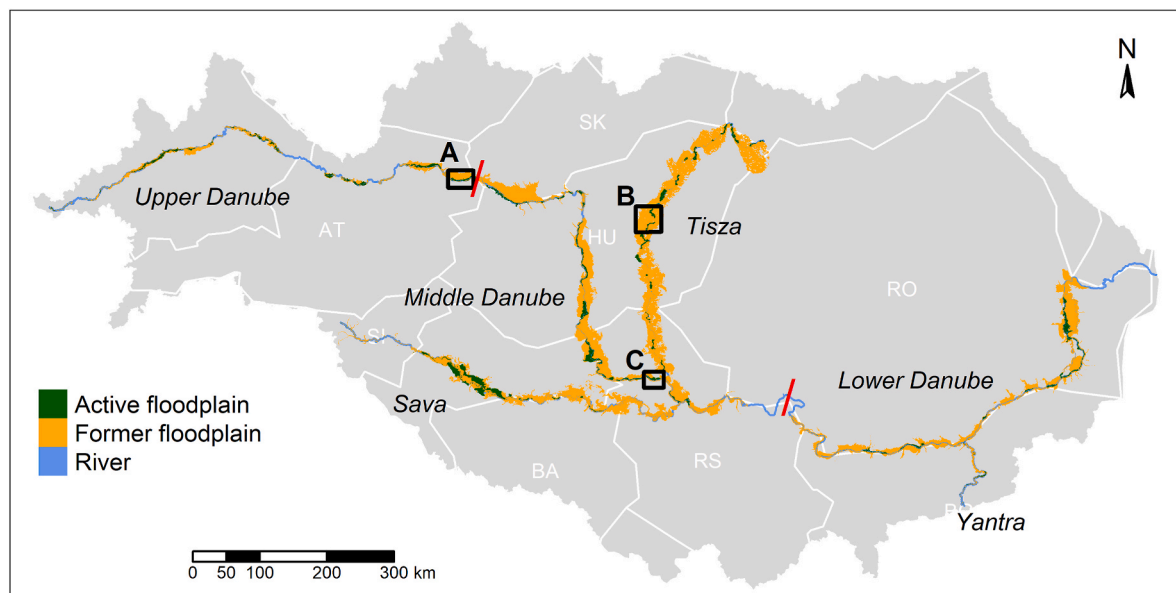 N
SK
A
Upper Danube
B
Tisza
AT
HU
RO
Middle Danube
SI
C
Lower Danube
Sava
Active floodplain
Former floodplain
River
BA
RS
Yantra
0 50 100 200 300 km